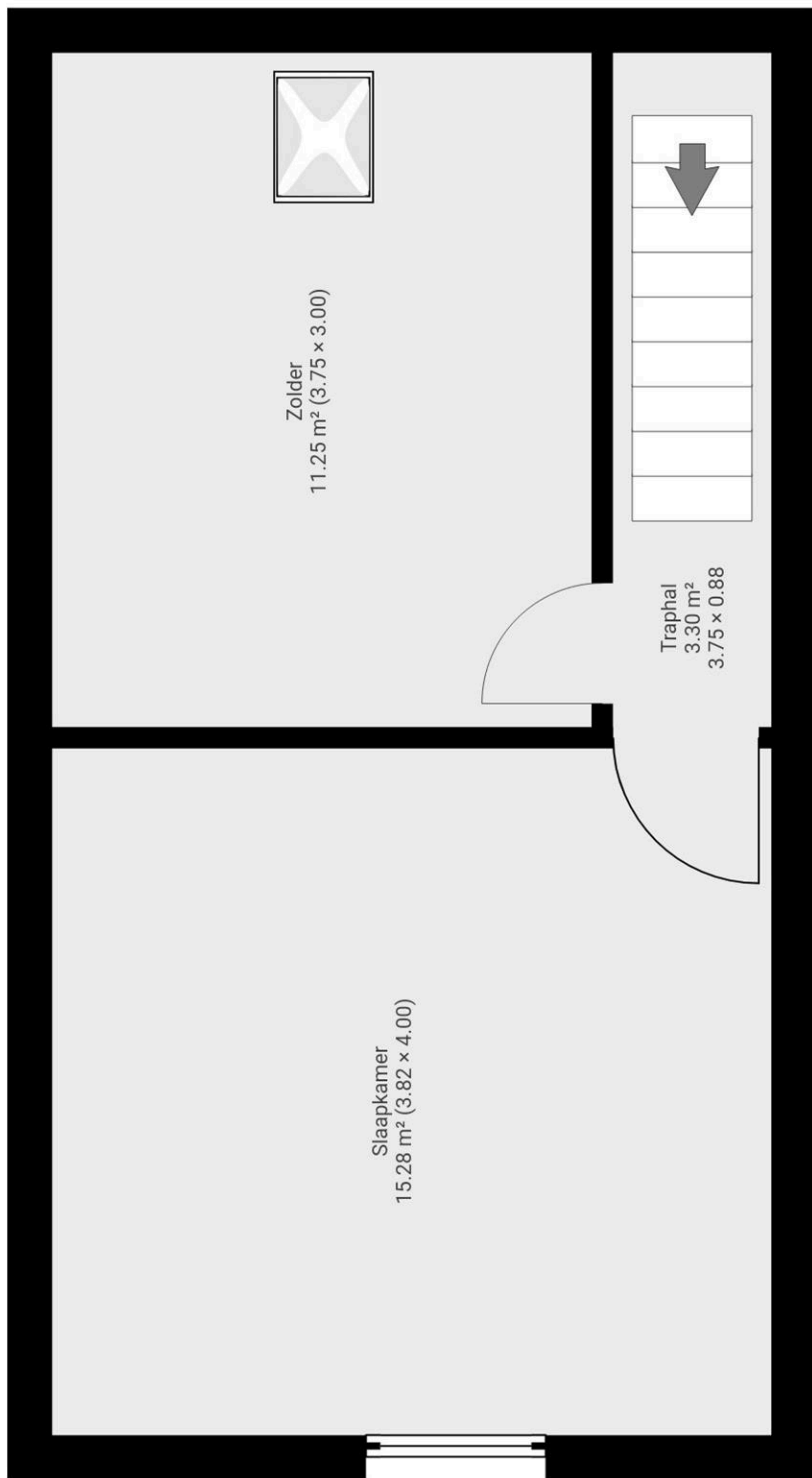 Zolder
11.25 m² (3.75 × 3.00)
Traphal
3.30 m²
3.75 × 0.88
Slaapkamer
15.28 m² (3.82 × 4.00)